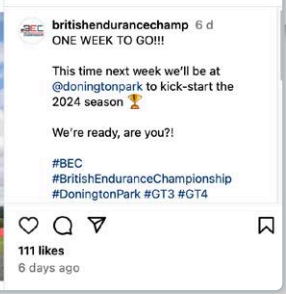 BEC
britishendurancechamp 6 d
ONE WEEK TO GO!!!
This time next week we'll be at
@doningtonpark to kick-start the
2024 season 🏆
We're ready, are you?!
#BEC
#BritishEnduranceChampionship
#DoningtonPark #GT3 #GT4
111 likes
6 days ago